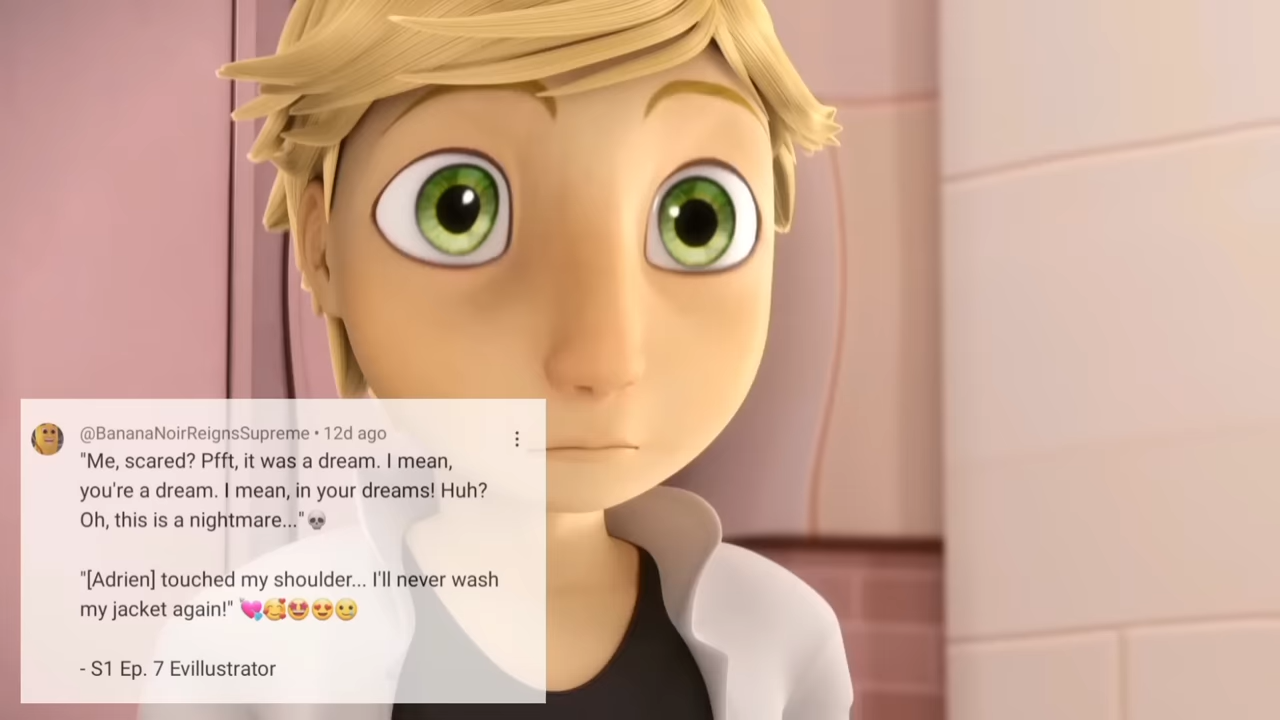 @BananaNoirReignsSupreme • 12d ago
"Me, scared? Pfft, it was a dream. I mean,
you're a dream. I mean, in your dreams! Huh?
Oh, this is a nightmare..."💀
"[Adrien] touched my shoulder... I'll never wash
my jacket again!" 💘🥰🤩😍🥲
- S1 Ep. 7 Evillustrator